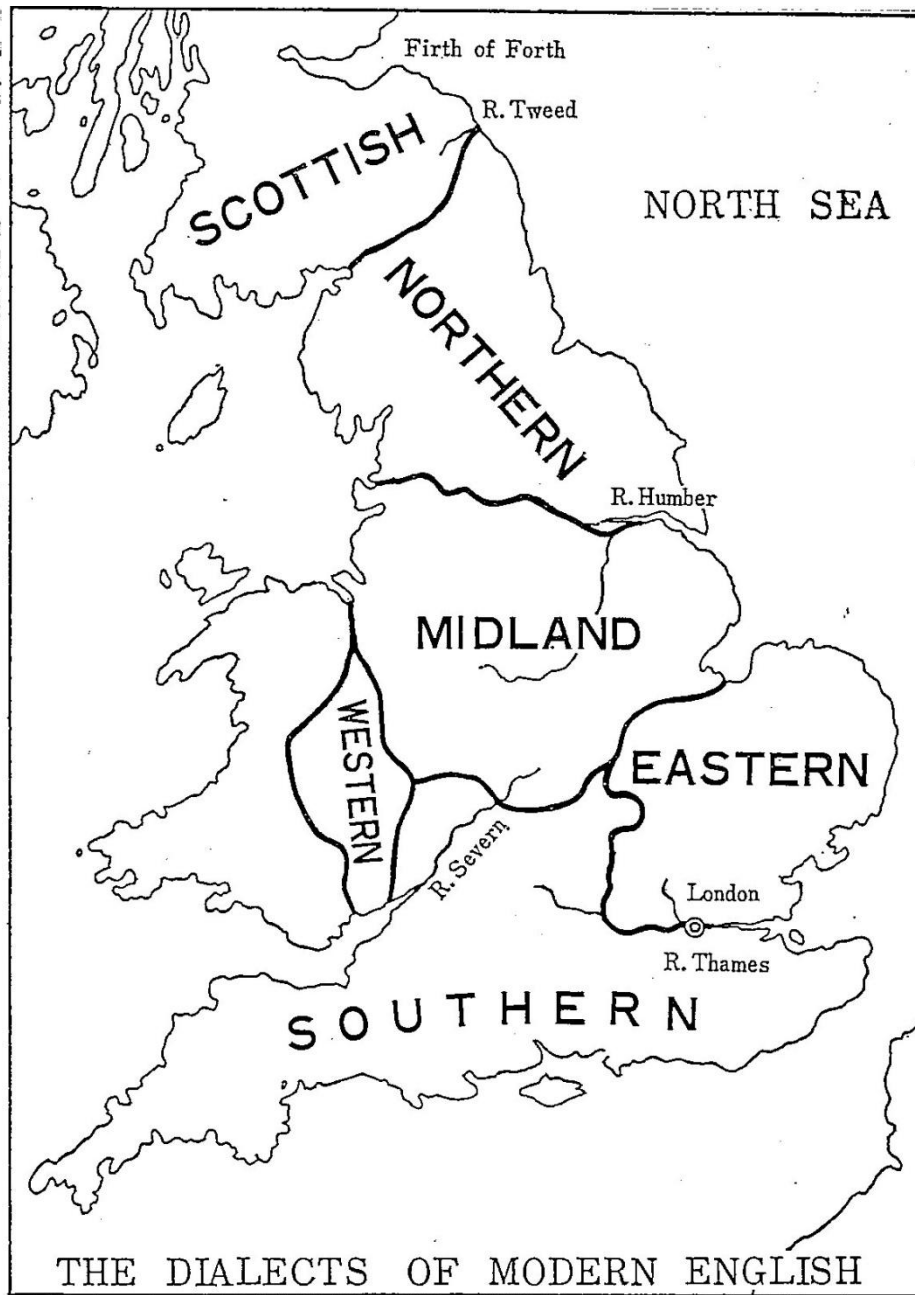 Firth of Forth
R. Tweed
SCOTTISH
NORTH SEA
NORTHERN
R. Humber
MIDLAND
WESTERN
EASTERN
R. Severn
London
R. Thames
SOUTHERN
THE DIALECTS OF MODERN ENGLISH